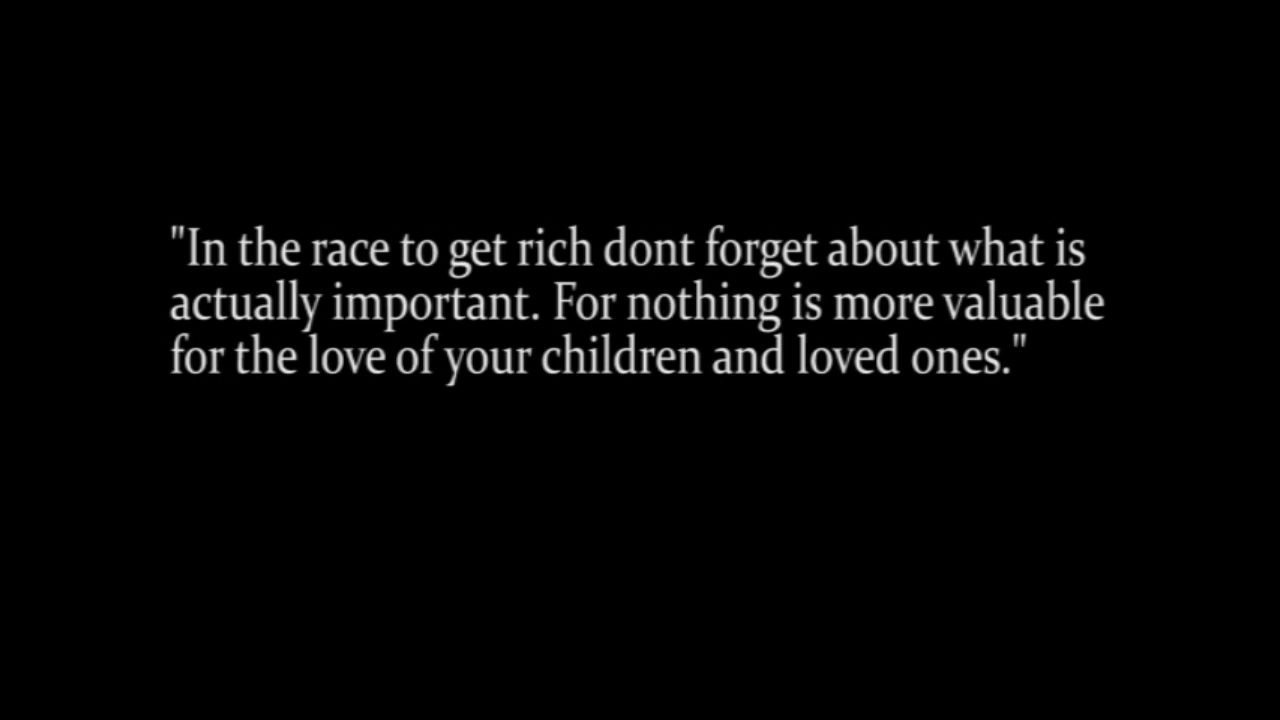 "In the race to get rich dont forget about what is
actually important. For nothing is more valuable
for the love of your children and loved ones."